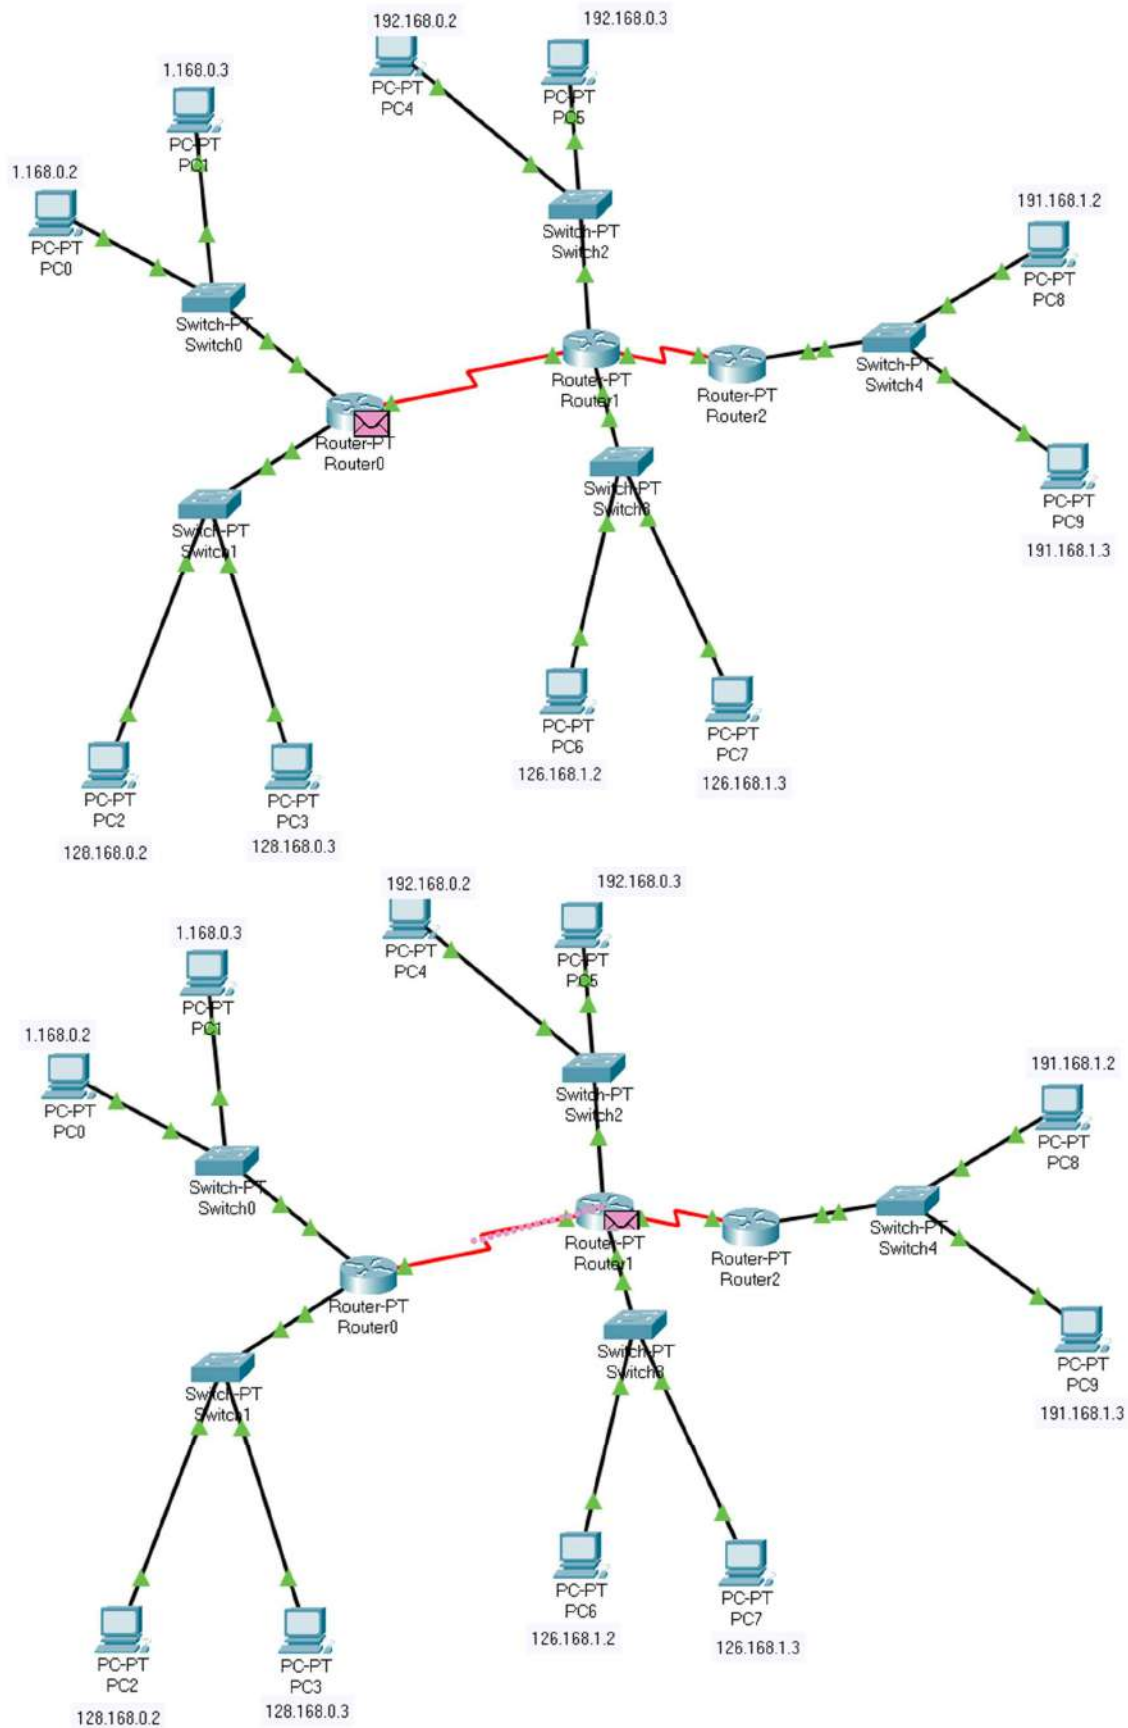 192.168.0.2
192.168.0.3
PC-PT
PC4
PC-PT
PC5
1.168.0.3
PC-PT
PC1
1.168.0.2
PC-PT
PC0
Switch-PT
Switch2
191.168.1.2
PC-PT
PC8
Switch-PT
Switch0
Router-PT
Router1
Router-PT
Router2
Switch-PT
Switch4
Router-PT
Router0
Switch-PT
Switch3
PC-PT
PC9
191.168.1.3
Switch-PT
Switch1
PC-PT
PC6
126.168.1.2
PC-PT
PC7
126.168.1.3
PC-PT
PC2
128.168.0.2
PC-PT
PC3
128.168.0.3
192.168.0.2
192.168.0.3
PC-PT
PC4
PC-PT
PC5
1.168.0.3
PC-PT
PC1
1.168.0.2
PC-PT
PC0
Switch-PT
Switch2
191.168.1.2
PC-PT
PC8
Switch-PT
Switch0
Router-PT
Router1
Router-PT
Router2
Switch-PT
Switch4
Router-PT
Router0
Switch-PT
Switch3
PC-PT
PC9
191.168.1.3
Switch-PT
Switch1
PC-PT
PC6
126.168.1.2
PC-PT
PC7
126.168.1.3
PC-PT
PC2
128.168.0.2
PC-PT
PC3
128.168.0.3